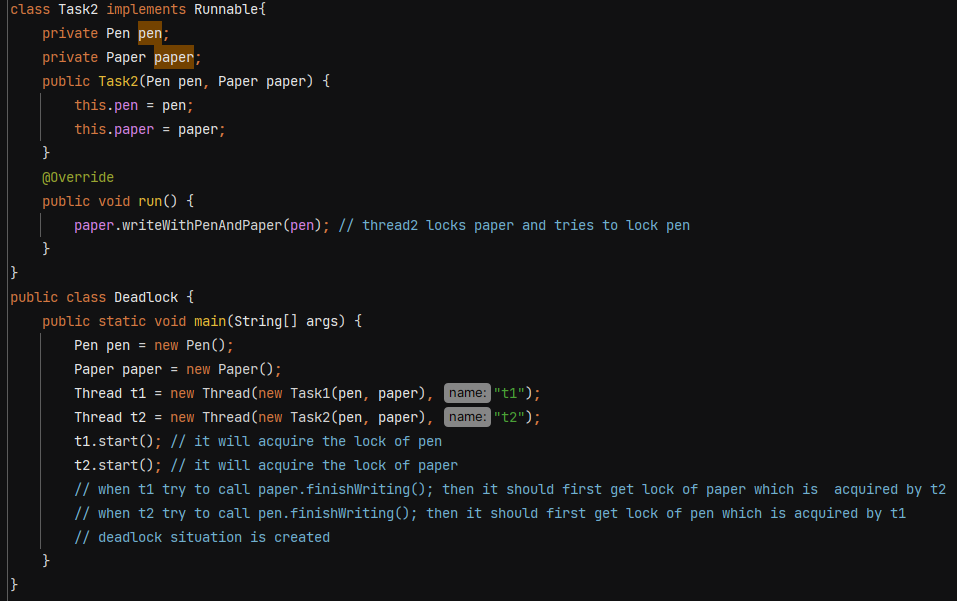 class Task2 implements Runnable{
    private Pen pen;
    private Paper paper;
    public Task2(Pen pen, Paper paper) {
        this.pen = pen;
        this.paper = paper;
    }
    @Override
    public void run() {
        paper.writeWithPenAndPaper(pen); // thread2 locks paper and tries to lock pen
    }
}
public class Deadlock {
    public static void main(String[] args) {
        Pen pen = new Pen();
        Paper paper = new Paper();
        Thread t1 = new Thread(new Task1(pen, paper), name: "t1");
        Thread t2 = new Thread(new Task2(pen, paper), name: "t2");
        t1.start(); // it will acquire the lock of pen
        t2.start(); // it will acquire the lock of paper
        // when t1 try to call paper.finishWriting(); then it should first get lock of paper which is  acquired by t2
        // when t2 try to call pen.finishWriting(); then it should first get lock of pen which is acquired by t1
        // deadlock situation is created
    }
}